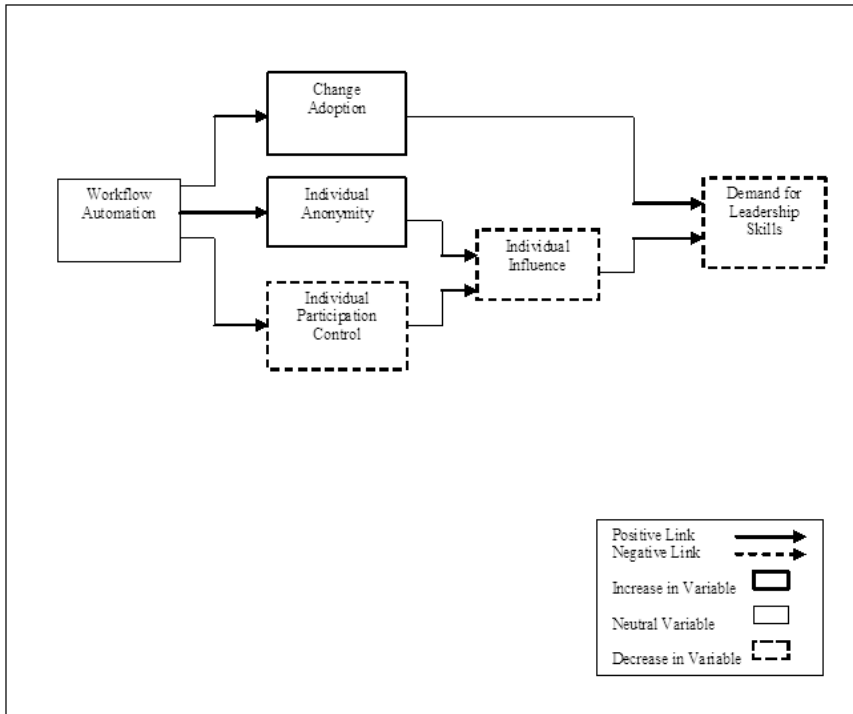 Change
Adoption
Workflow
Automation
Individual
Anonymity
Individual
Participation
Control
Individual
Influence
Demand for
Leadership
Skills
Positive Link
Negative Link
Increase in Variable
Neutral Variable
Decrease in Variable